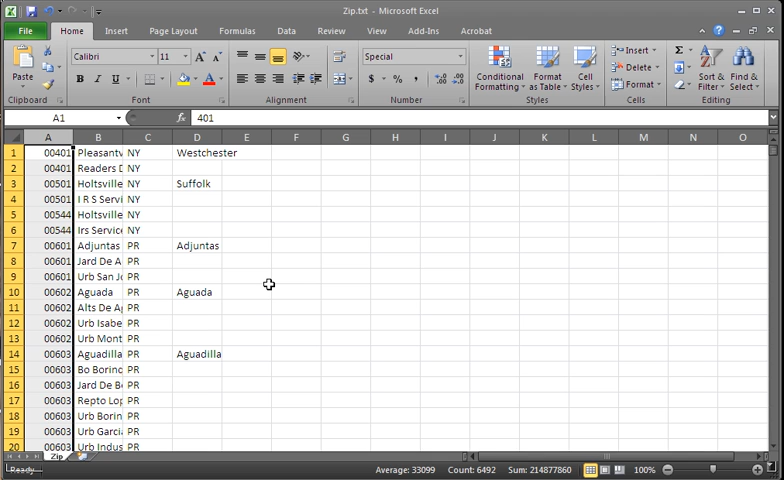 Zip.txt - Microsoft Excel
File Home Insert Page Layout Formulas Data Review View Add-Ins Acrobat
Calibri 11 A A Special Insert Σ
Paste B I U A $ % , .0 .00 Conditional Formatting Format as Table Cell Styles Delete Format Sort & Filter Find & Select
Clipboard Font Alignment Number Styles Cells Editing
A1 fx 401
A B C D E F G H I J K L M N O
1 00401 Pleasantv NY Westchester
2 00401 Readers D NY
3 00501 Holtsville NY Suffolk
4 00501 I R S Servi NY
5 00544 Holtsville NY
6 00544 Irs Service NY
7 00601 Adjuntas PR Adjuntas
8 00601 Jard De A PR
9 00601 Urb San Jo PR
10 00602 Aguada PR Aguada
11 00602 Alts De Ag PR
12 00602 Urb Isabe PR
13 00602 Urb Mont PR
14 00603 Aguadilla PR Aguadilla
15 00603 Bo Borinq PR
16 00603 Jard De Bo PR
17 00603 Repto Lop PR
18 00603 Urb Borin PR
19 00603 Urb Garcia PR
20 00603 Urb Indus PR
Zip
Ready Average: 33099 Count: 6492 Sum: 214877860 100%